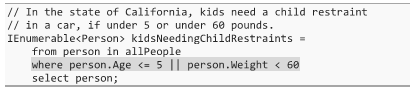 // In the state of California, kids need a child restraint
// in a car, if under 5 or under 60 pounds.
IEnumerable<Person> kidsNeedingChildRestraints =
    from person in allPeople
    where person.Age <= 5 || person.Weight < 60
    select person;